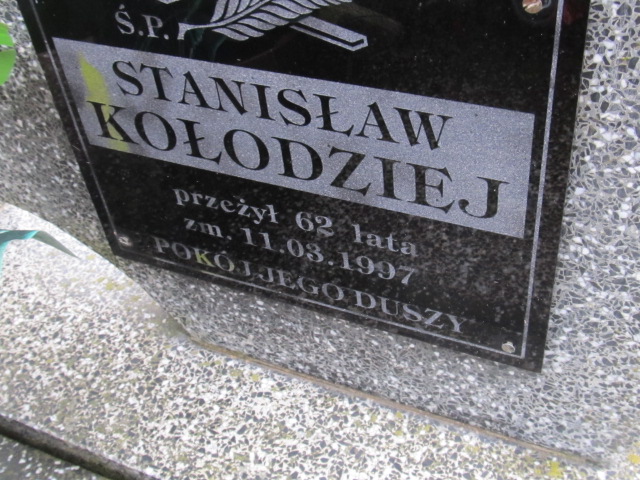 Ś.P.
STANISŁAW
KOŁODZIEJ
przeżył 62 lata
zm. 11.03.1997
POKÓJ JEGO DUSZY